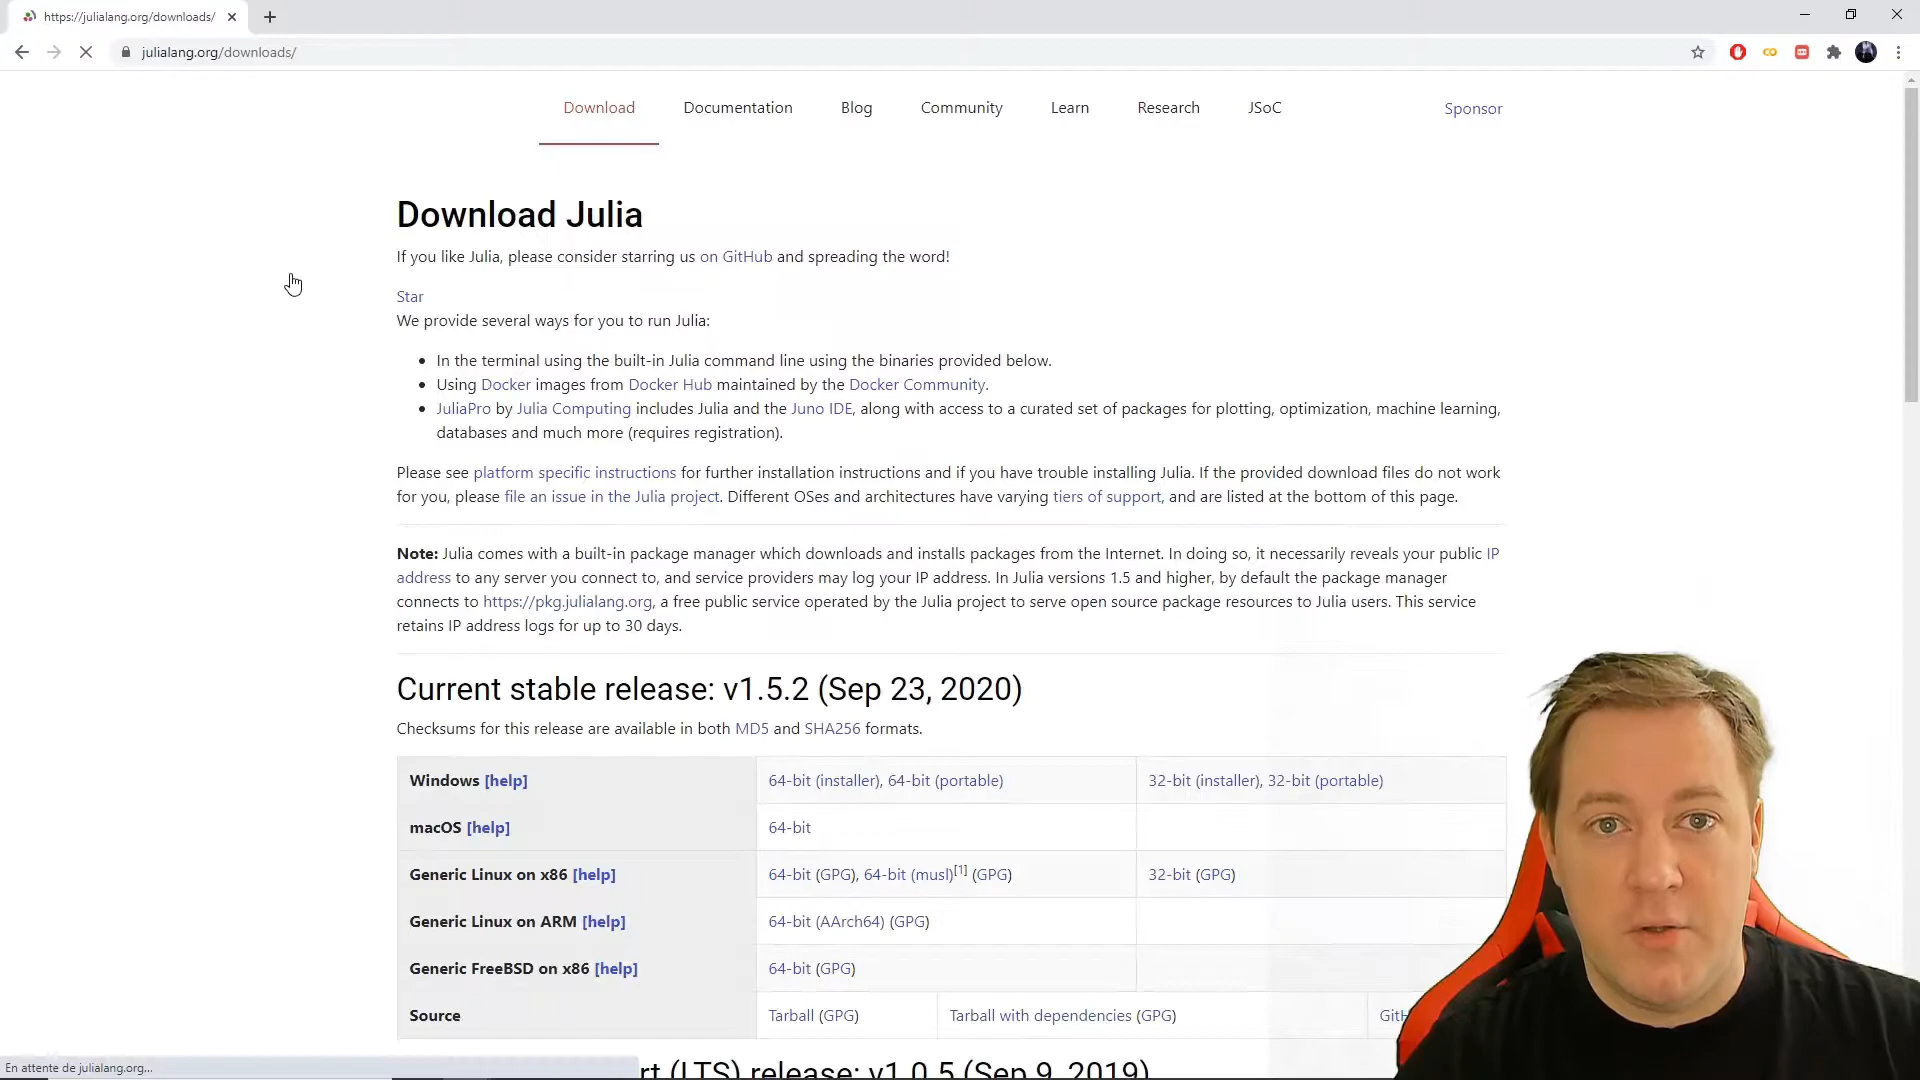 https://julialang.org/downloads/
julialang.org/downloads/
Download Documentation Blog Community Learn Research JSoC Sponsor
Download Julia
If you like Julia, please consider starring us on GitHub and spreading the word!
Star
We provide several ways for you to run Julia:
In the terminal using the built-in Julia command line using the binaries provided below.
Using Docker images from Docker Hub maintained by the Docker Community.
JuliaPro by Julia Computing includes Julia and the Juno IDE, along with access to a curated set of packages for plotting, optimization, machine learning,
databases and much more (requires registration).
Please see platform specific instructions for further installation instructions and if you have trouble installing Julia. If the provided download files do not work
for you, please file an issue in the Julia project. Different OSes and architectures have varying tiers of support, and are listed at the bottom of this page.
Note: Julia comes with a built-in package manager which downloads and installs packages from the Internet. In doing so, it necessarily reveals your public IP
address to any server you connect to, and service providers may log your IP address. In Julia versions 1.5 and higher, by default the package manager
connects to https://pkg.julialang.org, a free public service operated by the Julia project to serve open source package resources to Julia users. This service
retains IP address logs for up to 30 days.
Current stable release: v1.5.2 (Sep 23, 2020)
Checksums for this release are available in both MD5 and SHA256 formats.
Windows [help] 64-bit (installer), 64-bit (portable) 32-bit (installer), 32-bit (portable)
macOS [help] 64-bit
Generic Linux on x86 [help] 64-bit (GPG), 64-bit (musl)[1] (GPG) 32-bit (GPG)
Generic Linux on ARM [help] 64-bit (AArch64) (GPG)
Generic FreeBSD on x86 [help] 64-bit (GPG)
Source Tarball (GPG) Tarball with dependencies (GPG)
(LTS) release: v1.0.5 (Sep 9, 2019)
En attente de julialang.org...